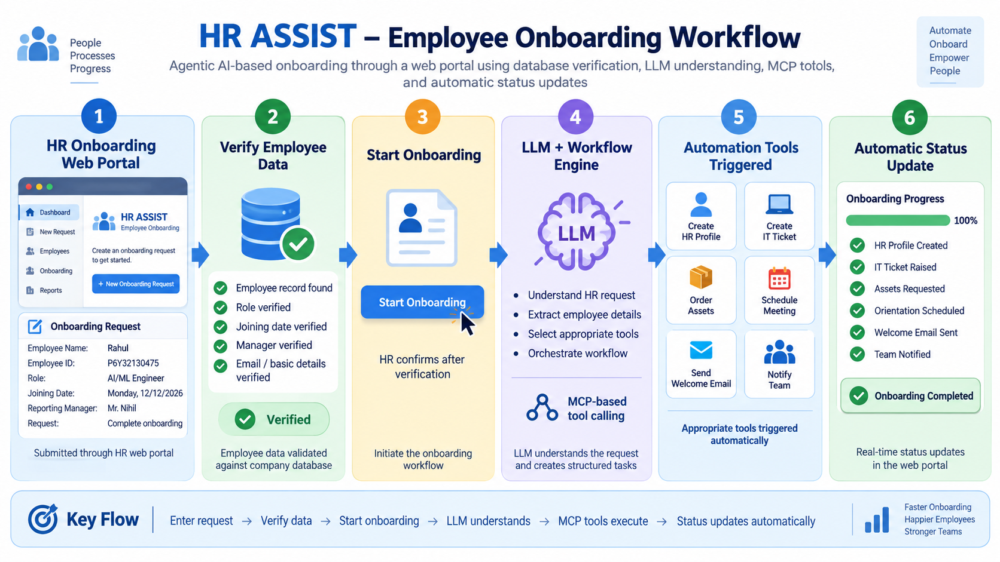 People
Processes
Progress
HR ASSIST – Employee Onboarding Workflow
Agentic AI-based onboarding through a web portal using database verification, LLM understanding, MCP totols,
and automatic status updates
Automate
Onboard
Empower
People
1
HR Onboarding
Web Portal
Dashboard
New Request
Employees
Onboarding
Reports
HR ASSIST
Employee Onboarding
Create an onboarding request
to get started.
+ New Onboarding Request
Onboarding Request
Employee Name: Rahul
Employee ID: P6Y32130475
Role: AI/ML Engineer
Joining Date: Monday, 12/12/2026
Reporting Manager: Mr. Nihil
Request: Complete onboarding
Submitted through HR web portal
2
Verify Employee
Data
Employee record found
Role verified
Joining date verified
Manager verified
Email / basic details
verified
Verified
Employee data validated
against company database
3
Start Onboarding
Start Onboarding
HR confirms after
verification
Initiate the onboarding
workflow
4
LLM + Workflow
Engine
LLM
• Understand HR request
• Extract employee details
• Select appropriate tools
• Orchestrate workflow
MCP-based
tool calling
LLM understands the request
and creates structured tasks
5
Automation Tools
Triggered
Create
HR Profile
Create
IT Ticket
Order
Assets
Schedule
Meeting
Send
Welcome Email
Notify
Team
Appropriate tools triggered
automatically
6
Automatic Status
Update
Onboarding Progress
100%
HR Profile Created
IT Ticket Raised
Assets Requested
Orientation Scheduled
Welcome Email Sent
Team Notified
Onboarding Completed
Real-time status updates
in the web portal
Key Flow
Enter request → Verify data → Start onboarding → LLM understands → MCP tools execute → Status updates automatically
Faster Onboarding
Happier Employees
Stronger Teams